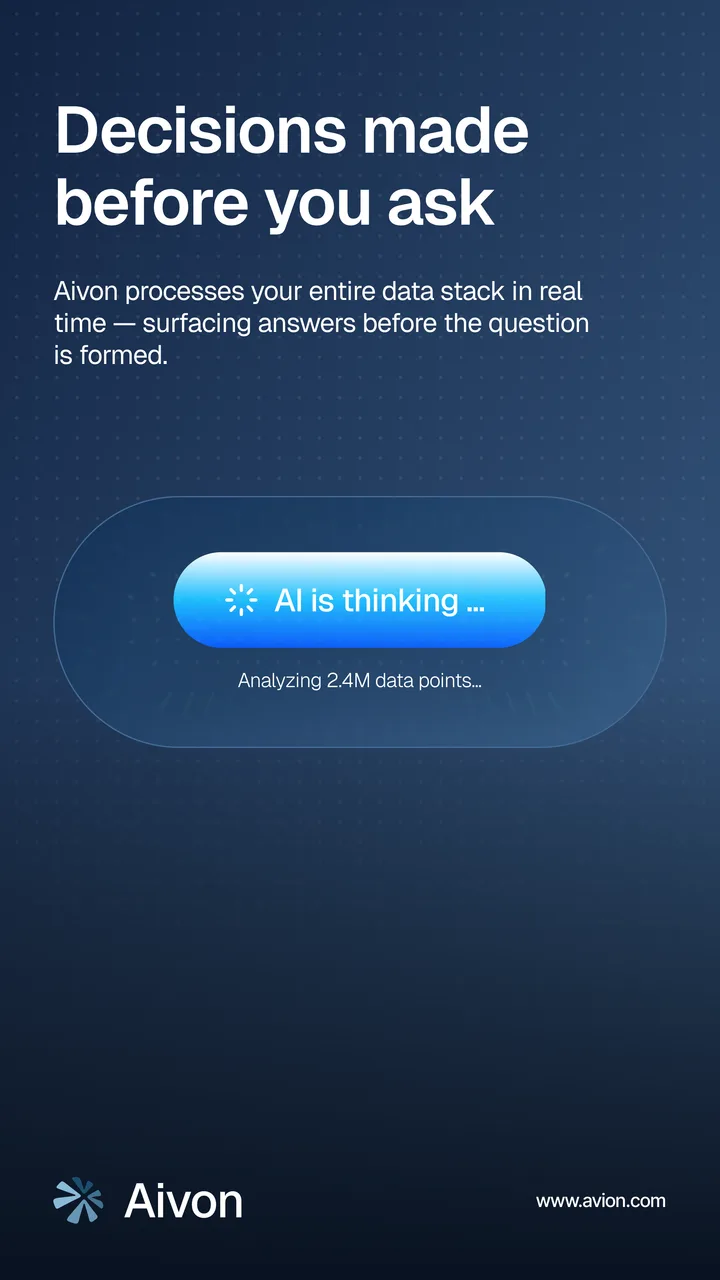 Decisions made
before you ask
Aivon processes your entire data stack in real
time — surfacing answers before the question
is formed.
AI is thinking ...
Analyzing 2.4M data points...
Aivon
www.avion.com